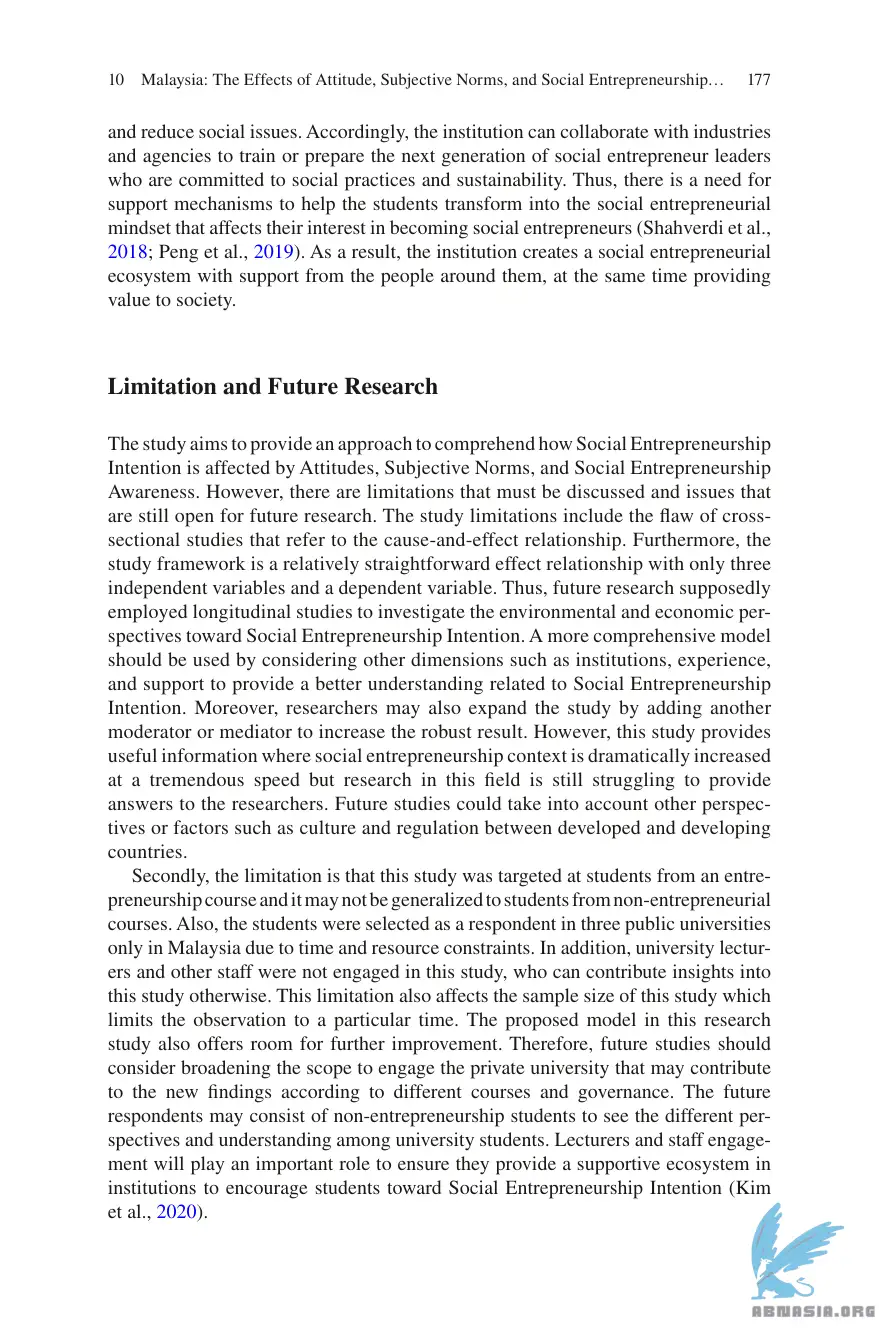 10 Malaysia: The Effects of Attitude, Subjective Norms, and Social Entrepreneurship… 177
and reduce social issues. Accordingly, the institution can collaborate with industries
and agencies to train or prepare the next generation of social entrepreneur leaders
who are committed to social practices and sustainability. Thus, there is a need for
support mechanisms to help the students transform into the social entrepreneurial
mindset that affects their interest in becoming social entrepreneurs (Shahverdi et al.,
2018; Peng et al., 2019). As a result, the institution creates a social entrepreneurial
ecosystem with support from the people around them, at the same time providing
value to society.
Limitation and Future Research
The study aims to provide an approach to comprehend how Social Entrepreneurship
Intention is affected by Attitudes, Subjective Norms, and Social Entrepreneurship
Awareness. However, there are limitations that must be discussed and issues that
are still open for future research. The study limitations include the flaw of cross-
sectional studies that refer to the cause-and-effect relationship. Furthermore, the
study framework is a relatively straightforward effect relationship with only three
independent variables and a dependent variable. Thus, future research supposedly
employed longitudinal studies to investigate the environmental and economic per-
spectives toward Social Entrepreneurship Intention. A more comprehensive model
should be used by considering other dimensions such as institutions, experience,
and support to provide a better understanding related to Social Entrepreneurship
Intention. Moreover, researchers may also expand the study by adding another
moderator or mediator to increase the robust result. However, this study provides
useful information where social entrepreneurship context is dramatically increased
at a tremendous speed but research in this field is still struggling to provide
answers to the researchers. Future studies could take into account other perspec-
tives or factors such as culture and regulation between developed and developing
countries.
Secondly, the limitation is that this study was targeted at students from an entre-
preneurship course and it may not be generalized to students from non-entrepreneurial
courses. Also, the students were selected as a respondent in three public universities
only in Malaysia due to time and resource constraints. In addition, university lectur-
ers and other staff were not engaged in this study, who can contribute insights into
this study otherwise. This limitation also affects the sample size of this study which
limits the observation to a particular time. The proposed model in this research
study also offers room for further improvement. Therefore, future studies should
consider broadening the scope to engage the private university that may contribute
to the new findings according to different courses and governance. The future
respondents may consist of non-entrepreneurship students to see the different per-
spectives and understanding among university students. Lecturers and staff engage-
ment will play an important role to ensure they provide a supportive ecosystem in
institutions to encourage students toward Social Entrepreneurship Intention (Kim
et al., 2020).
ABNASIA.ORG